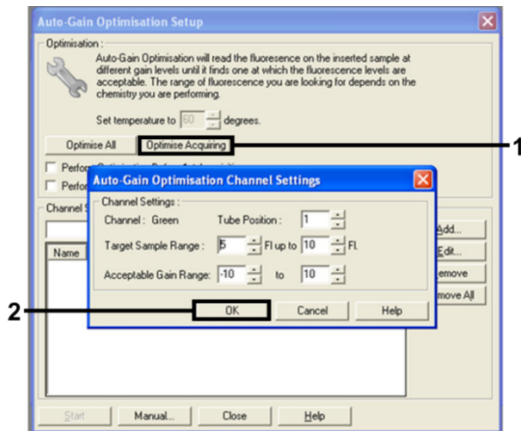 Auto-Gain Optimisation Setup
Optimisation :
Auto-Gain Optimisation will read the fluoresence on the inserted sample at
different gain levels until it finds one at which the fluorescence levels are
acceptable. The range of fluorescence you are looking for depends on the
chemistry you are performing.
Set temperature to 60 degrees.
Optimise All Optimise Acquiring
1
Perfor
Auto-Gain Optimisation Channel Settings
Perfor
Channel Settings :
Channel S
Channel : Green Tube Position : 1
Add...
Target Sample Range : 5 Fl up to 10 Fl.
Name
Edit...
Acceptable Gain Range: -10 to 10
emove
move All
2
OK Cancel Help
Start Manual... Close Help